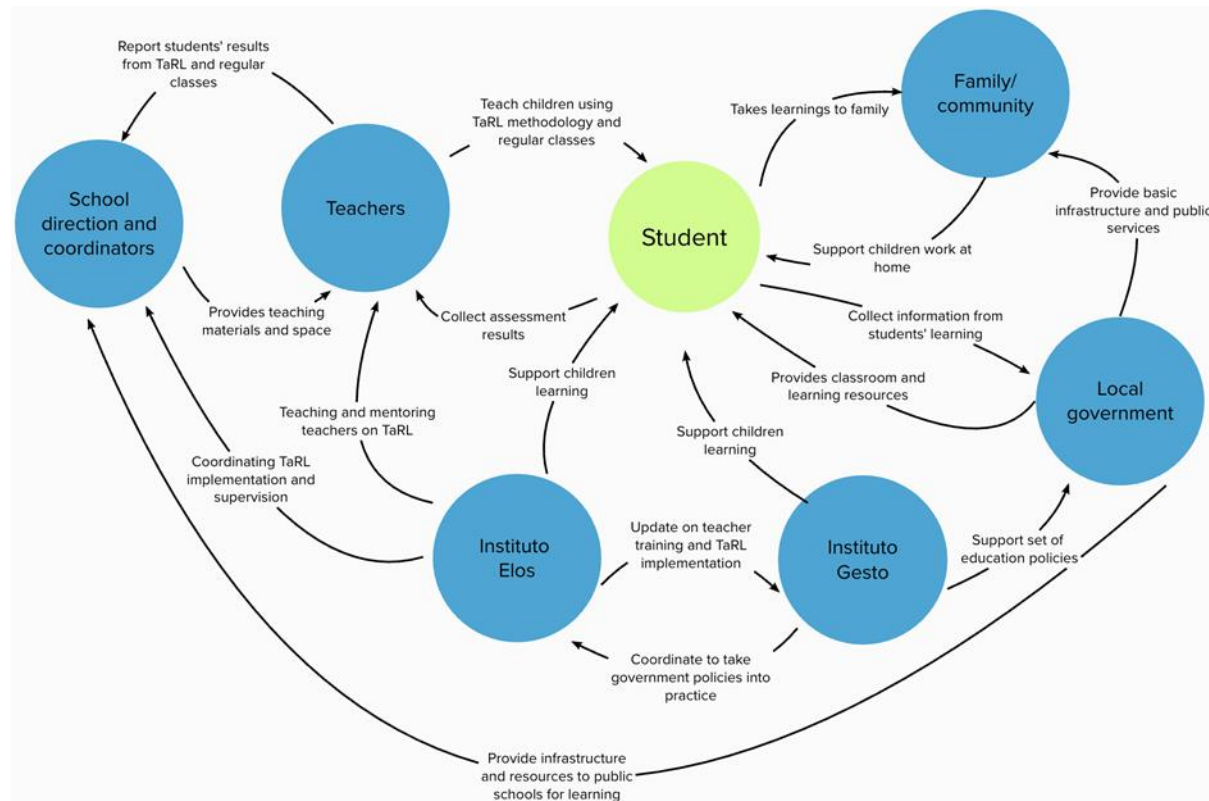 Report students' results
from TaRL and regular
classes
Teach children using
TaRL methodology and
regular classes
Takes learnings to family
Family/
community
School
direction and
coordinators
Teachers
Student
Provide basic
infrastructure and public
services
Support children work at
home
Provides teaching
materials and space
Collect assessment
results
Collect information from
students' learning
Support children
learning
Provides classroom and
learning resources
Local
government
Teaching and mentoring
teachers on TaRL
Support children
learning
Coordinating TaRL
implementation and
supervision
Instituto
Elos
Update on teacher
training and TaRL
implementation
Instituto
Gesto
Support set of
education policies
Coordinate to take
government policies into
practice
Provide infrastructure
and resources to public
schools for learning